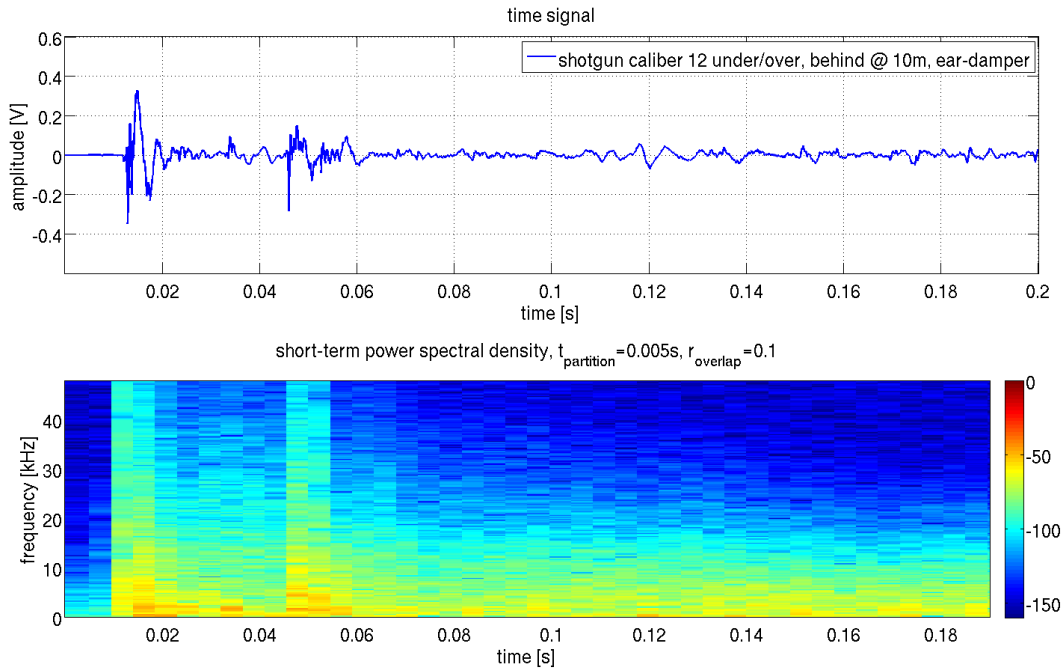 time signal
0.6
shotgun caliber 12 under/over, behind @ 10m, ear-damper
0.4
0.2
0
-0.2
-0.4
amplitude [V]
0.02 0.04 0.06 0.08 0.1 0.12 0.14 0.16 0.18 0.2
time [s]
short-term power spectral density, t_partition=0.005s, r_overlap=0.1
40
30
20
10
0
frequency [kHz]
0.02 0.04 0.06 0.08 0.1 0.12 0.14 0.16 0.18
time [s]
0
-50
-100
-150